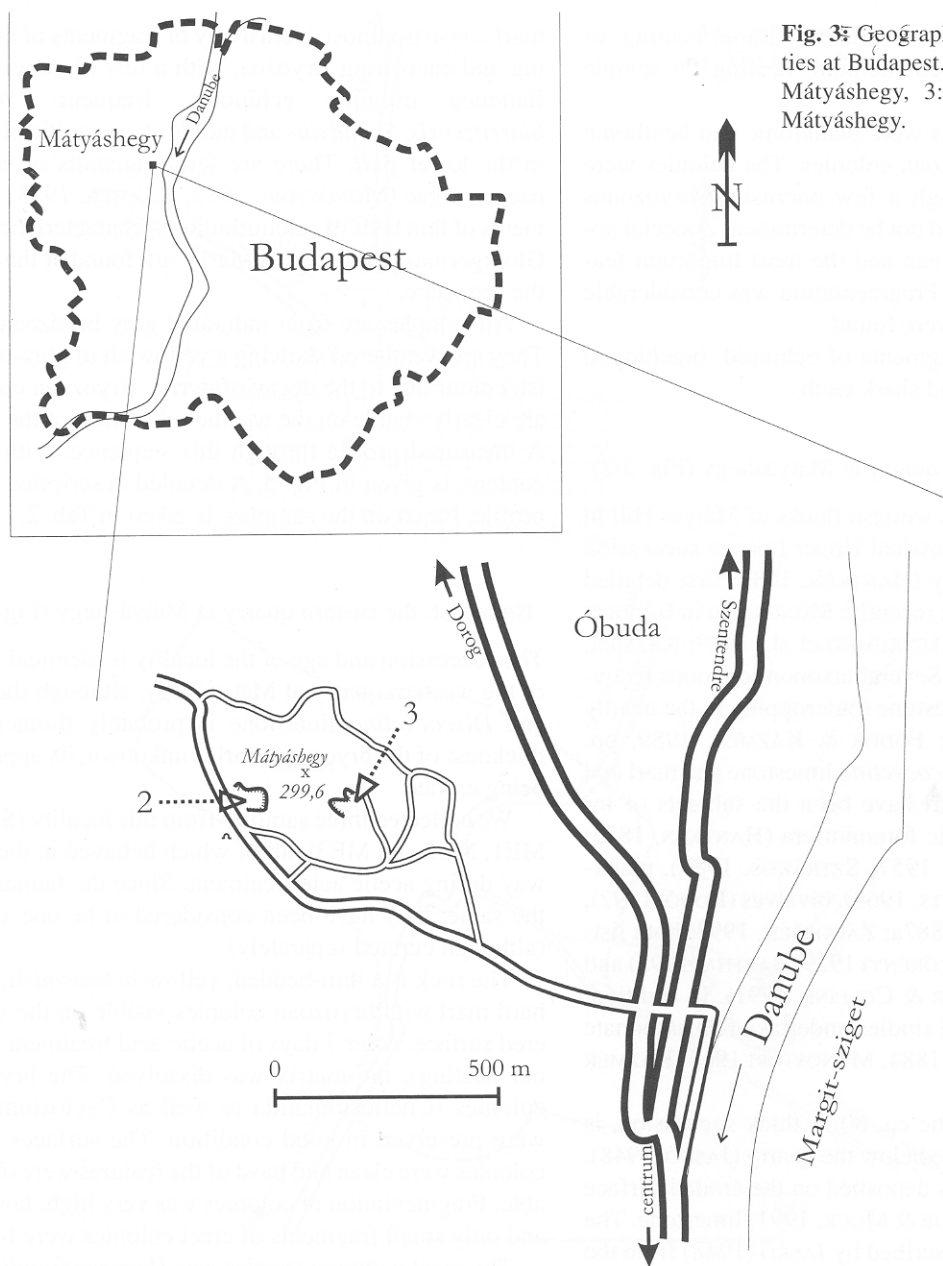 Fig. 3: Geograp
ties at Budapest.
Mátyáshegy, 3:
Mátyáshegy.
Danube
Mátyáshegy
N
Budapest
Dorog
Óbuda
Szentendre
3
Mátyáshegy
x
299,6
2
Danube
Margit-sziget
0 500 m
centrum